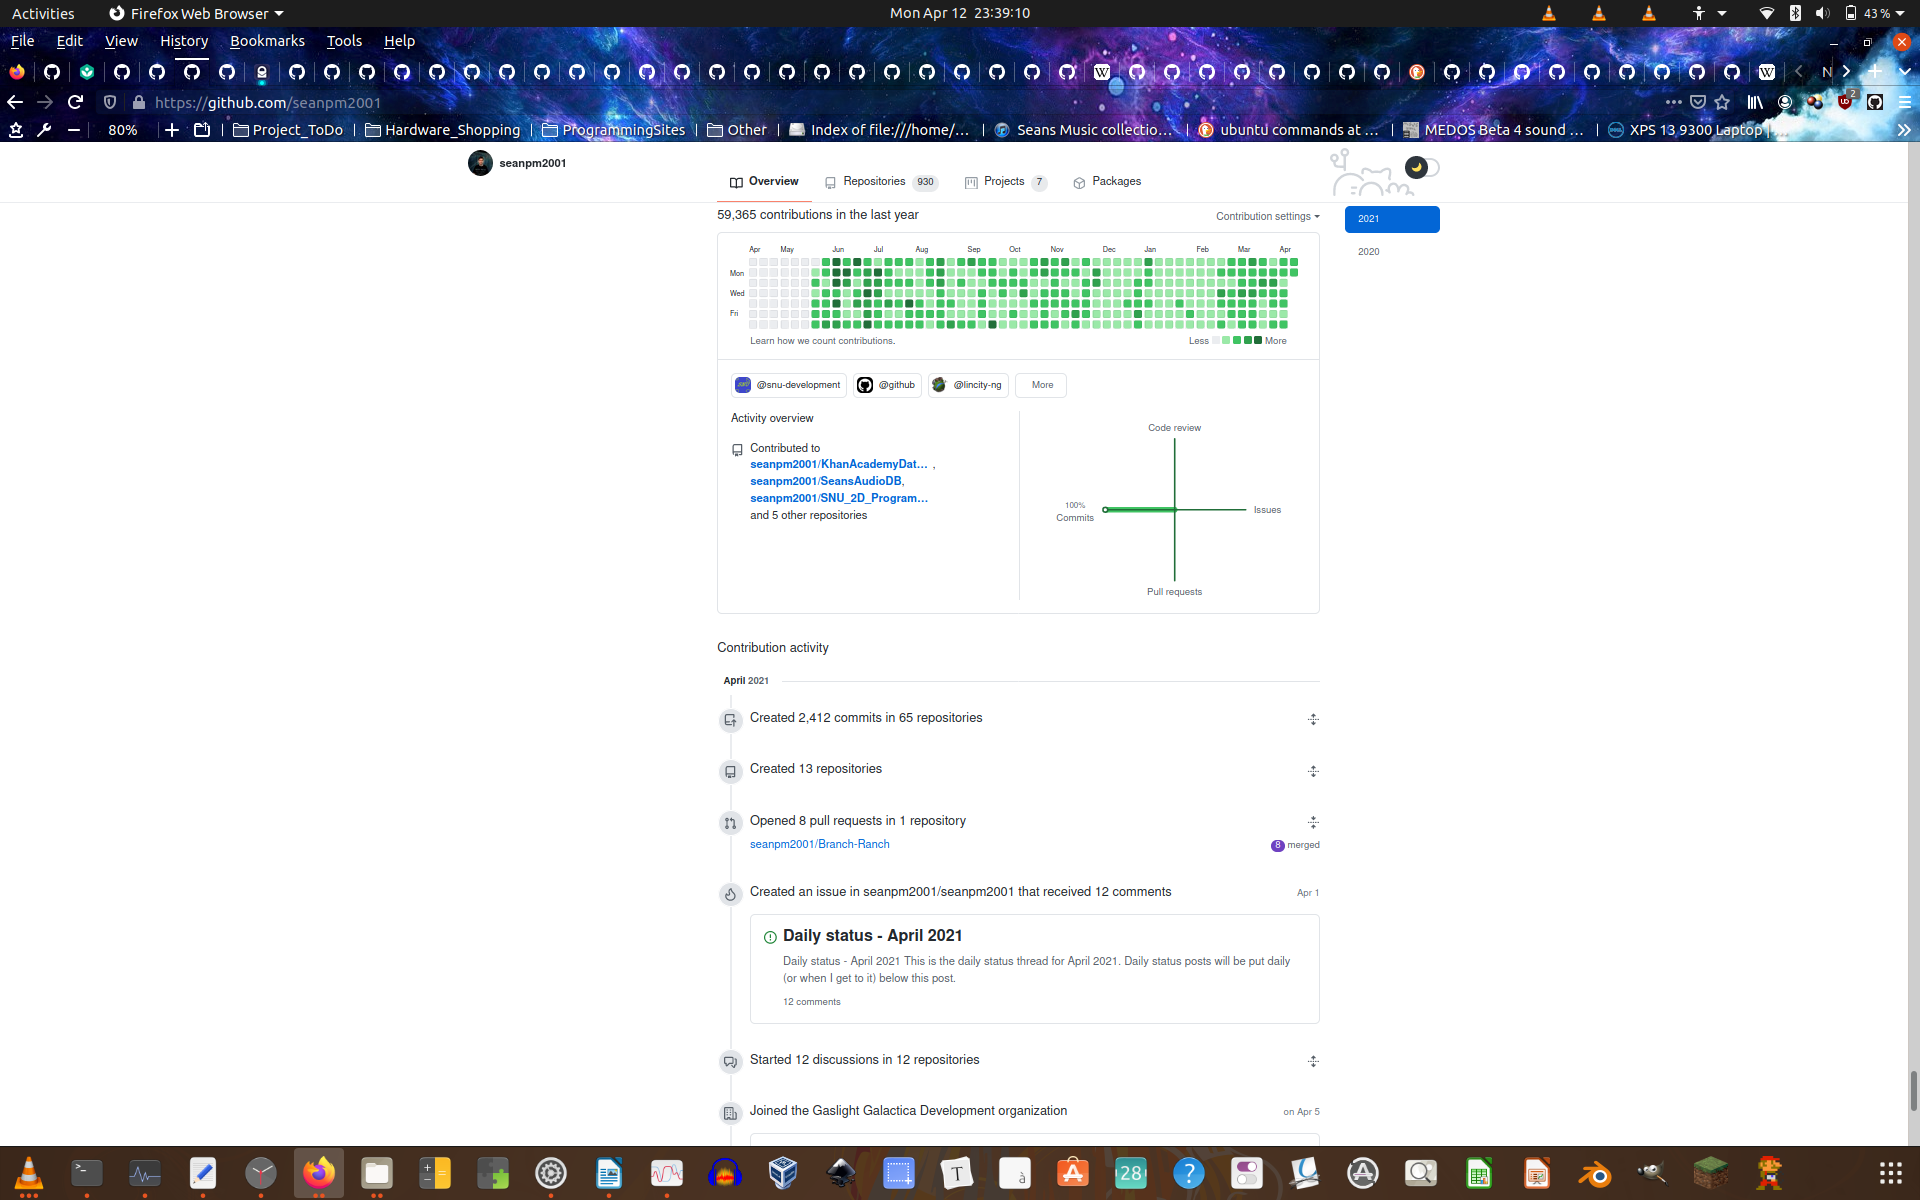 Activities Firefox Web Browser Mon Apr 12 23:39:10 43 %
File Edit View History Bookmarks Tools Help
https://github.com/seanpm2001 2
80% Project_ToDo Hardware_Shopping ProgrammingSites Other Index of file:///home/... Seans Music collectio... ubuntu commands at ... MEDOS Beta 4 sound ... XPS 13 9300 Laptop | ...
seanpm2001
Overview Repositories 930 Projects 7 Packages
59,365 contributions in the last year Contribution settings
2021
2020
Apr May Jun Jul Aug Sep Oct Nov Dec Jan Feb Mar Apr
Mon
Wed
Fri
Learn how we count contributions. Less More
@snu-development @github @lincity-ng More
Activity overview
Contributed to
seanpm2001/KhanAcademyDat... ,
seanpm2001/SeansAudioDB,
seanpm2001/SNU_2D_Program...
and 5 other repositories
Code review
100%
Commits
Issues
Pull requests
Contribution activity
April 2021
Created 2,412 commits in 65 repositories
Created 13 repositories
Opened 8 pull requests in 1 repository
seanpm2001/Branch-Ranch 8 merged
Created an issue in seanpm2001/seanpm2001 that received 12 comments Apr 1
Daily status - April 2021
Daily status - April 2021 This is the daily status thread for April 2021. Daily status posts will be put daily
(or when I get to it) below this post.
12 comments
Started 12 discussions in 12 repositories
Joined the Gaslight Galactica Development organization on Apr 5